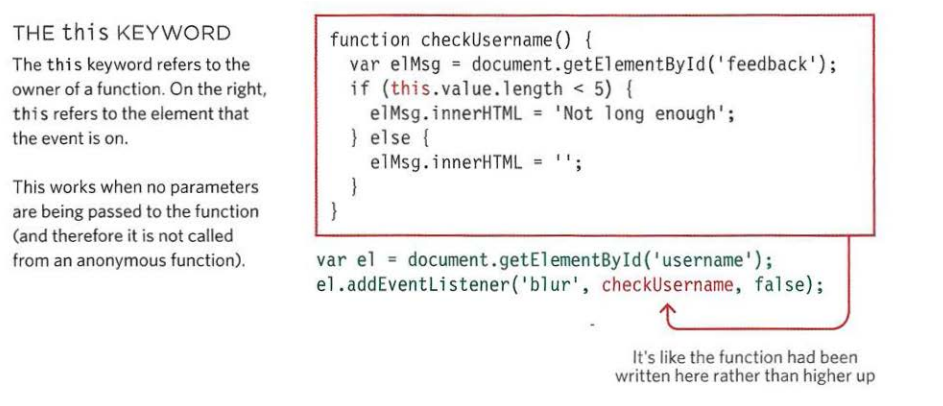 THE this KEYWORD
The this keyword refers to the
owner of a function. On the right,
this refers to the element that
the event is on.
This works when no parameters
are being passed to the function
(and therefore it is not called
from an anonymous function).
function checkUsername() {
var elMsg = document.getElementById('feedback');
if (this.value.length < 5) {
elMsg.innerHTML = 'Not long enough';
} else {
elMsg.innerHTML = '';
}
}
var el = document.getElementById('username');
el.addEventListener('blur', checkUsername, false);
It's like the function had been
written here rather than higher up